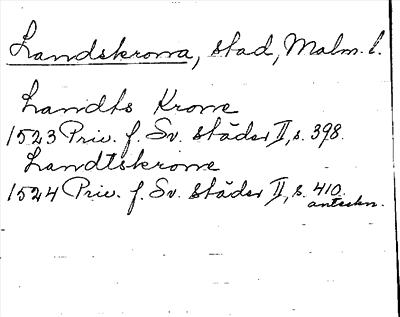 Landskrona, stad, Malm. l.
Landts Krone
1523 Priv. f. Sv. städer II, s. 398.
Landtskrone
1524 Priv. f. Sv. städer II, s. 410.
anteckn.